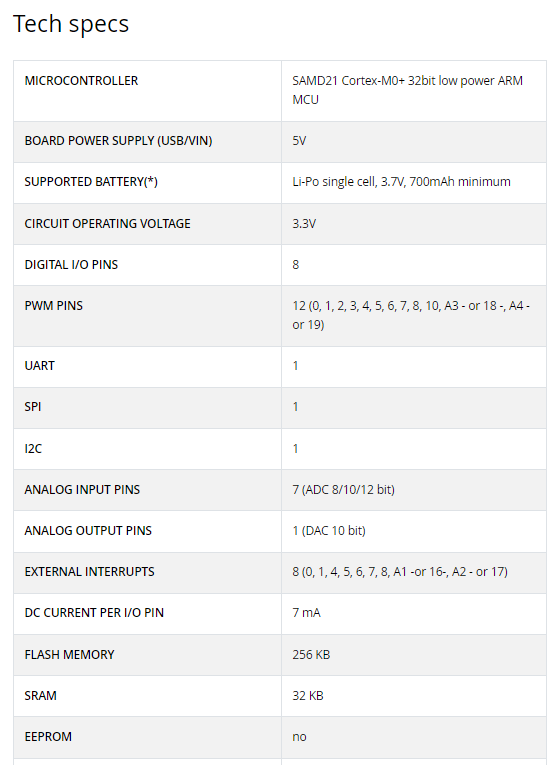 Tech specs
MICROCONTROLLER
SAMD21 Cortex-M0+ 32bit low power ARM
MCU
BOARD POWER SUPPLY (USB/VIN)
5V
SUPPORTED BATTERY(*)
Li-Po single cell, 3.7V, 700mAh minimum
CIRCUIT OPERATING VOLTAGE
3.3V
DIGITAL I/O PINS
8
PWM PINS
12 (0, 1, 2, 3, 4, 5, 6, 7, 8, 10, A3 - or 18 -, A4 -
or 19)
UART
1
SPI
1
I2C
1
ANALOG INPUT PINS
7 (ADC 8/10/12 bit)
ANALOG OUTPUT PINS
1 (DAC 10 bit)
EXTERNAL INTERRUPTS
8 (0, 1, 4, 5, 6, 7, 8, A1 -or 16-, A2 - or 17)
DC CURRENT PER I/O PIN
7 mA
FLASH MEMORY
256 KB
SRAM
32 KB
EEPROM
no